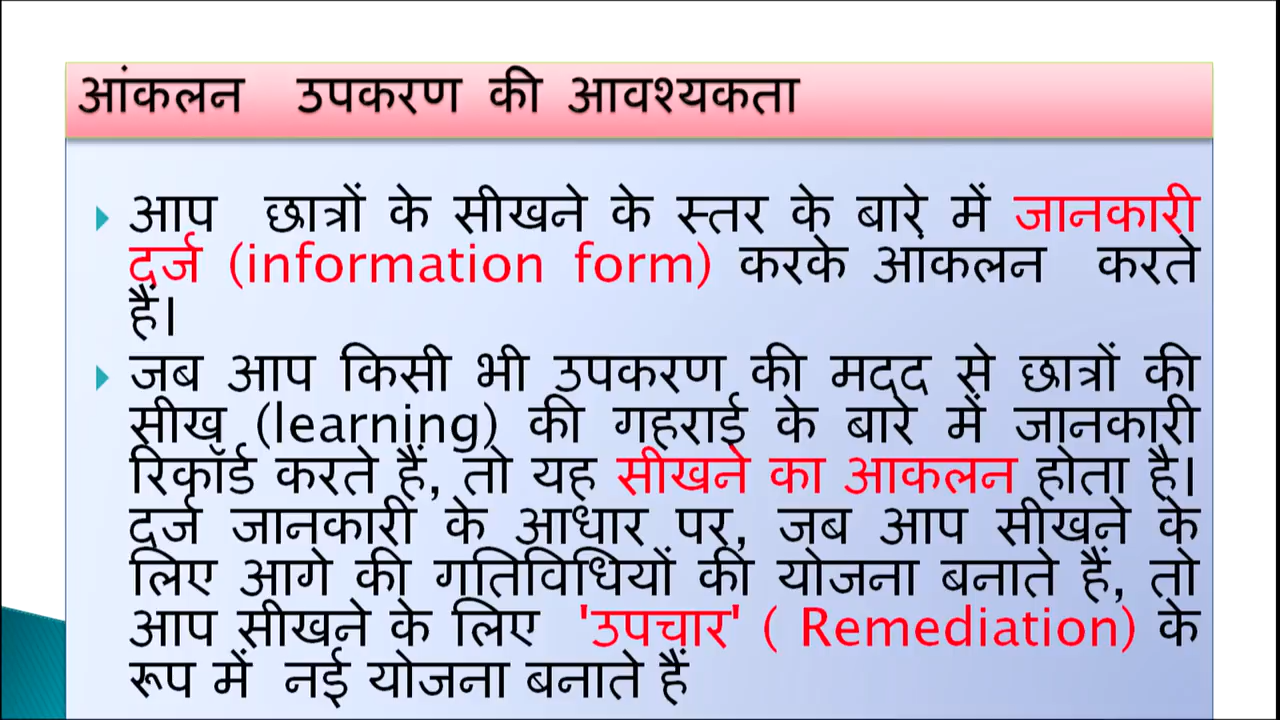 आंकलन उपकरण की आवश्यकता
आप छात्रों के सीखने के स्तर के बारे में जानकारी
दर्ज (information form) करके आंकलन करते
हैं।
जब आप किसी भी उपकरण की मदद से छात्रों की
सीख (learning) की गहराई के बारे में जानकारी
रिकॉर्ड करते हैं, तो यह सीखने का आकलन होता है।
दर्ज जानकारी के आधार पर, जब आप सीखने के
लिए आगे की गतिविधियों की योजना बनाते हैं, तो
आप सीखने के लिए 'उपचार' ( Remediation) के
रूप में नई योजना बनाते हैं